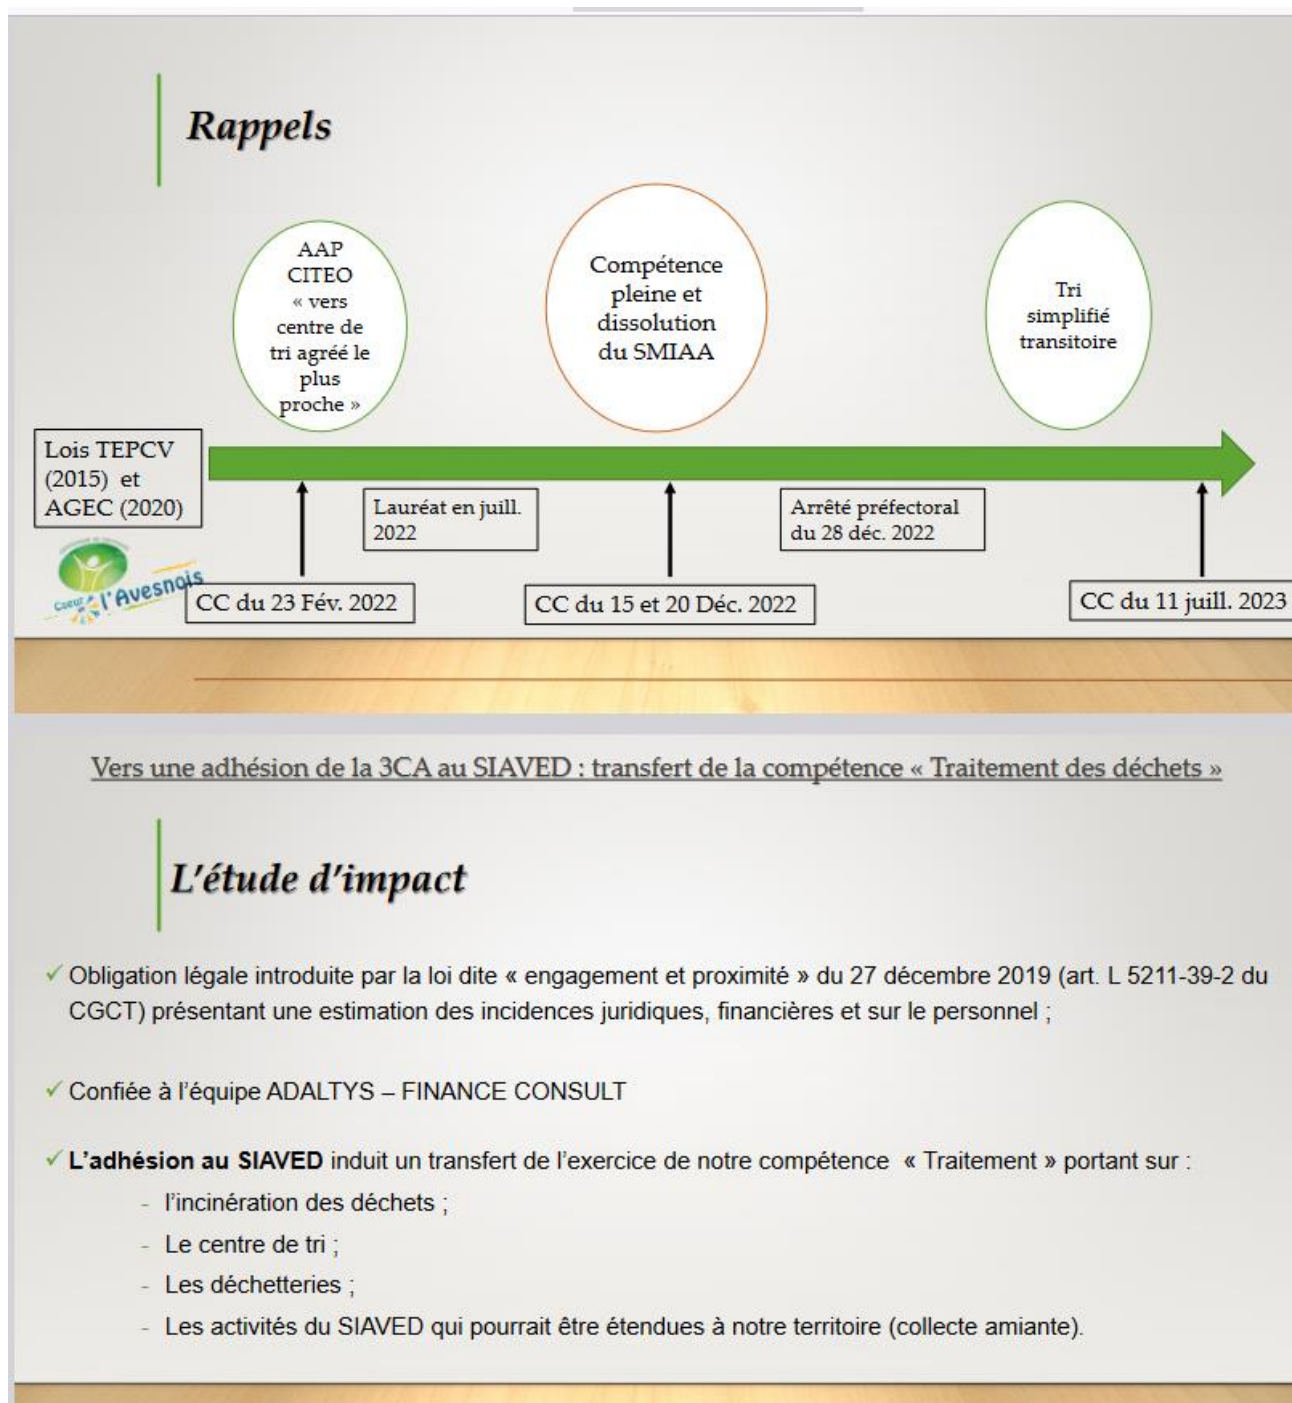 Rappels
AAP
CITEO
« vers
centre de
tri agréé le
plus
proche »
Compétence
pleine et
dissolution
du SMIAA
Tri
simplifié
transitoire
Lois TEPCV
(2015) et
AGEC (2020)
Lauréat en juill.
2022
Arrêté préfectoral
du 28 déc. 2022
Coeur
l'Avesnois
CC du 23 Fév. 2022
CC du 15 et 20 Déc. 2022
CC du 11 juill. 2023
Vers une adhésion de la 3CA au SIAVED : transfert de la compétence « Traitement des déchets »
L'étude d'impact
✓ Obligation légale introduite par la loi dite « engagement et proximité » du 27 décembre 2019 (art. L 5211-39-2 du
CGCT) présentant une estimation des incidences juridiques, financières et sur le personnel ;
✓ Confiée à l'équipe ADALTYS – FINANCE CONSULT
✓ L'adhésion au SIAVED induit un transfert de l'exercice de notre compétence « Traitement » portant sur :
- l'incinération des déchets ;
- Le centre de tri ;
- Les déchetteries ;
- Les activités du SIAVED qui pourrait être étendues à notre territoire (collecte amiante).